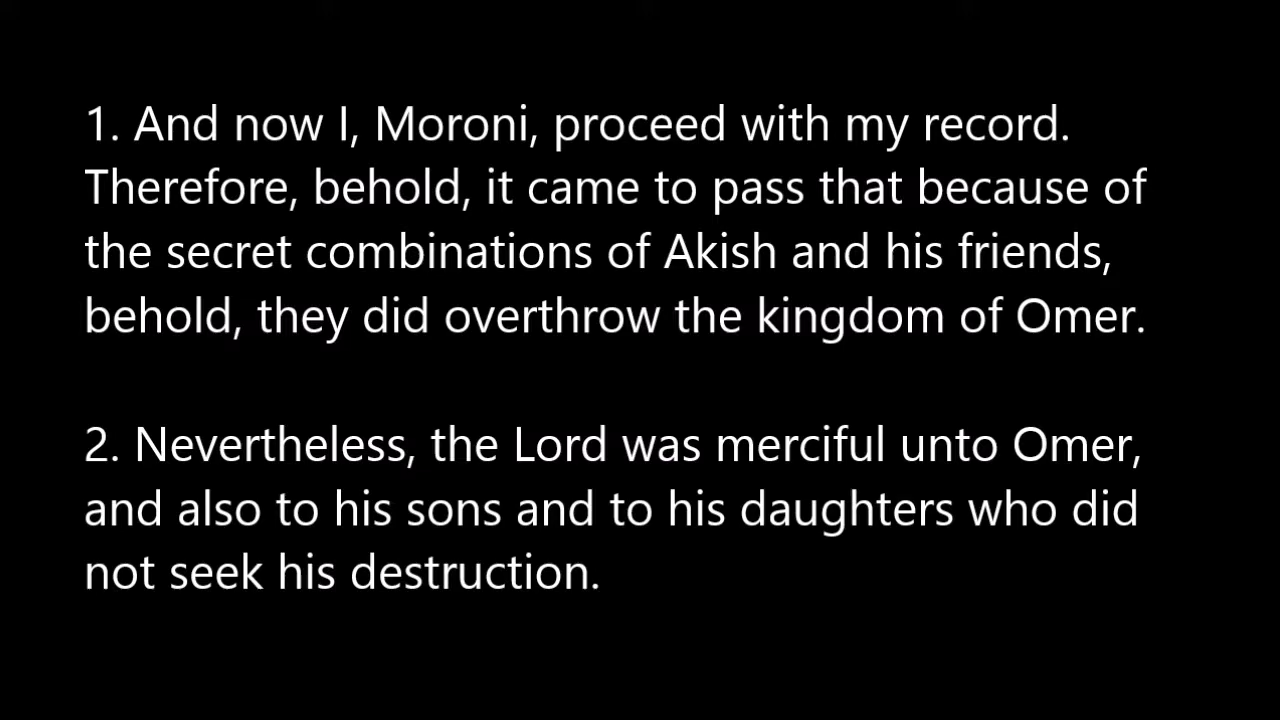 1. And now I, Moroni, proceed with my record.
Therefore, behold, it came to pass that because of
the secret combinations of Akish and his friends,
behold, they did overthrow the kingdom of Omer.
2. Nevertheless, the Lord was merciful unto Omer,
and also to his sons and to his daughters who did
not seek his destruction.